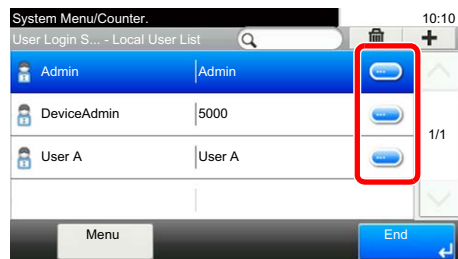 System Menu/Counter. 10:10
User Login S... - Local User List
Admin Admin
DeviceAdmin 5000
1/1
User A User A
Menu End